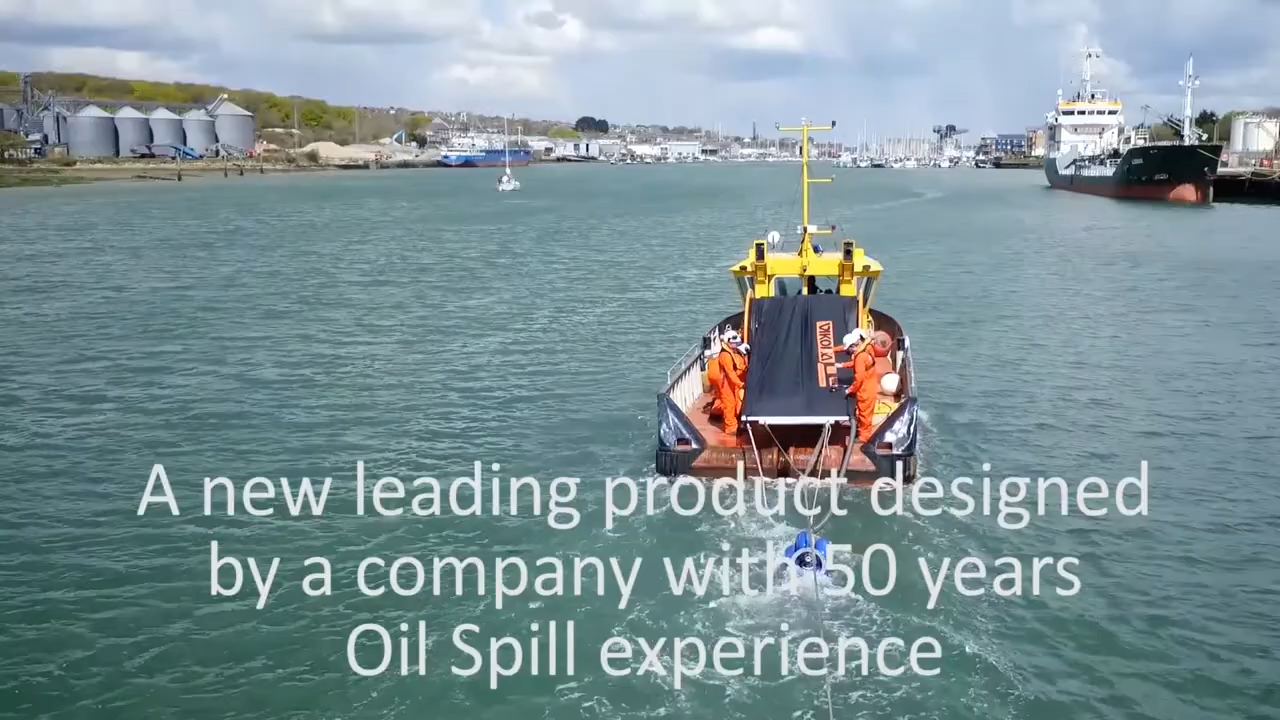 A new leading product designed
by a company with 50 years
Oil Spill experience